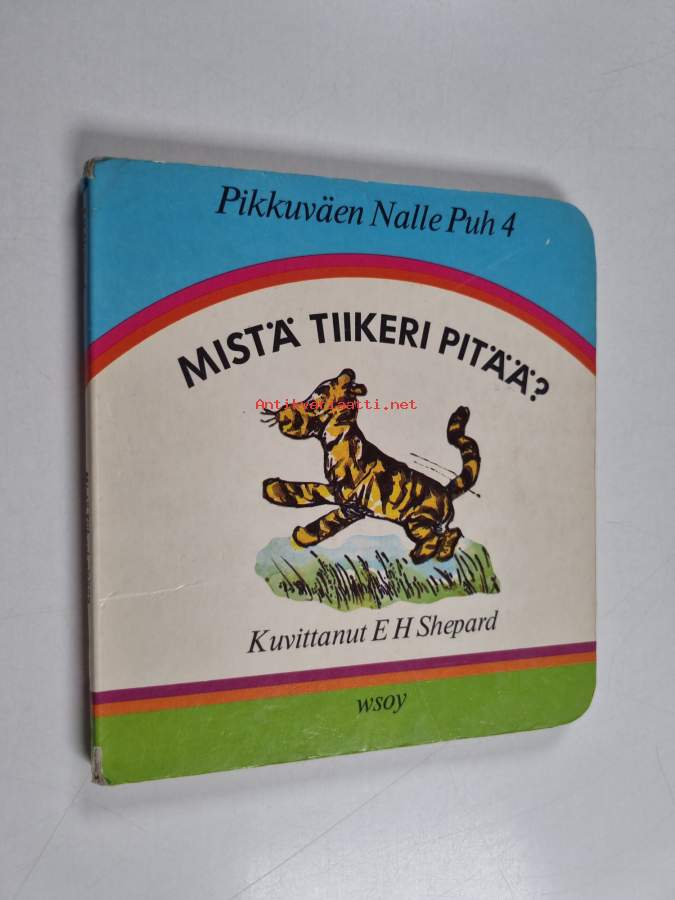 Pikkuväen Nalle Puh 4
MISTÄ TIIKERI PITÄÄ?
Antikvariaatti.net
Kuvittanut E H Shepard
wsoy